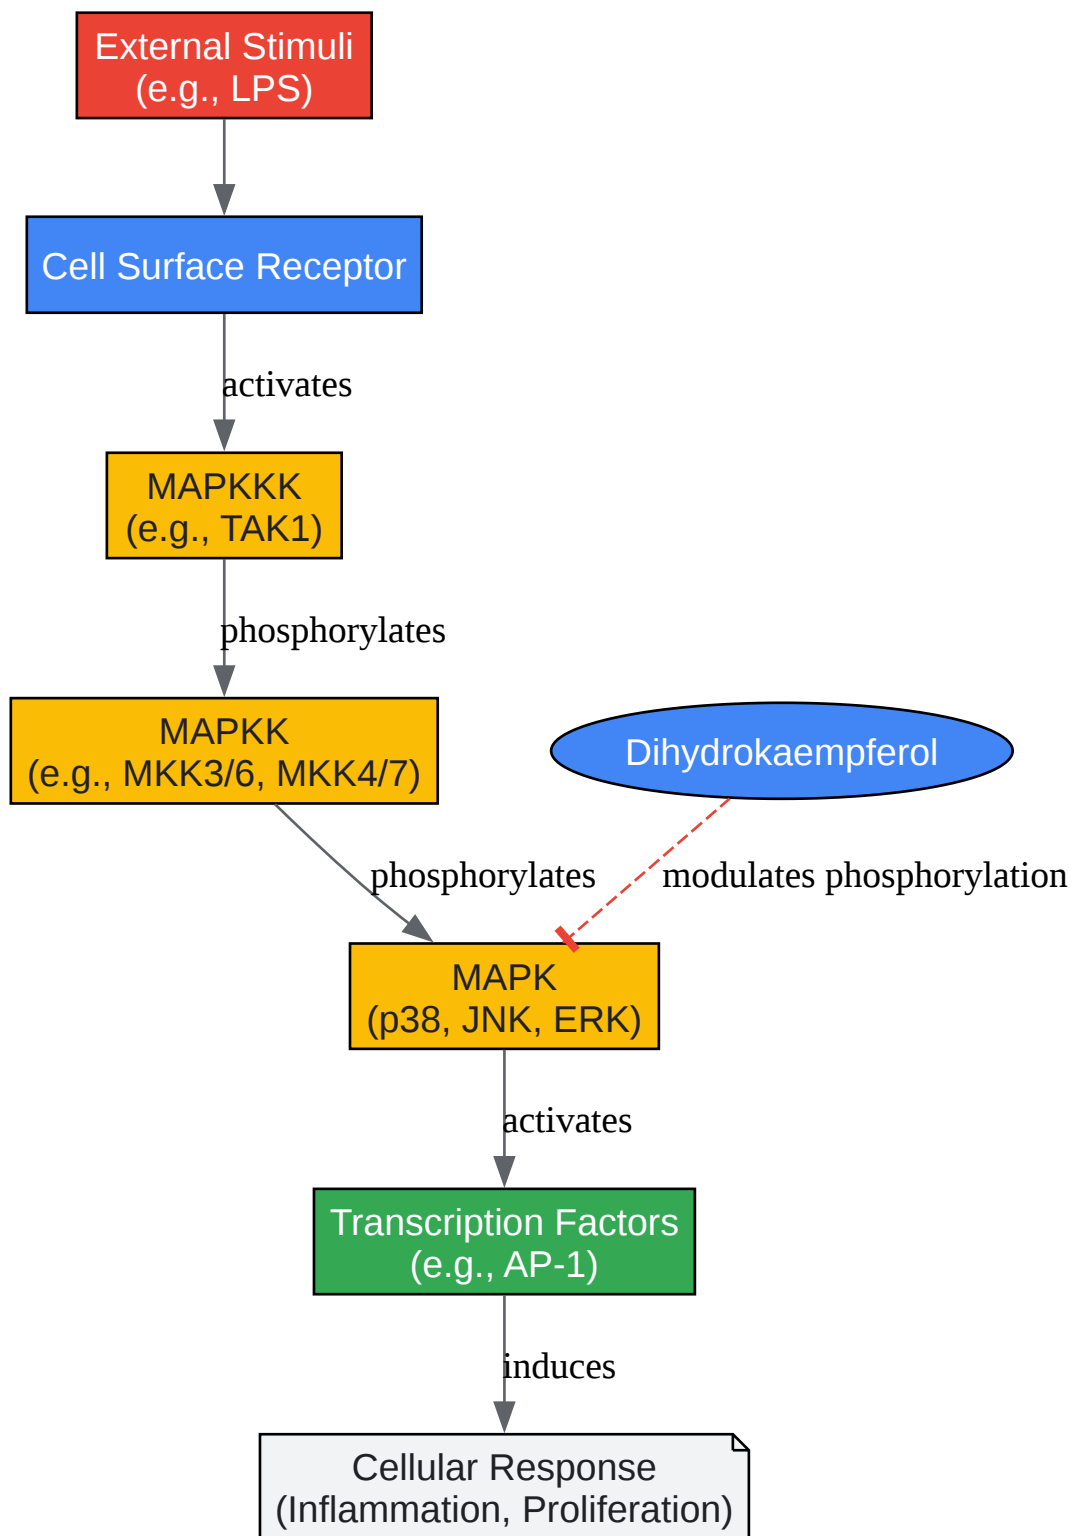 External Stimuli
(e.g., LPS)
Cell Surface Receptor
activates
MAPKKK
(e.g., TAK1)
phosphorylates
MAPKK
(e.g., MKK3/6, MKK4/7)
Dihydrokaempferol
phosphorylates
modulates phosphorylation
MAPK
(p38, JNK, ERK)
activates
Transcription Factors
(e.g., AP-1)
induces
Cellular Response
(Inflammation, Proliferation)